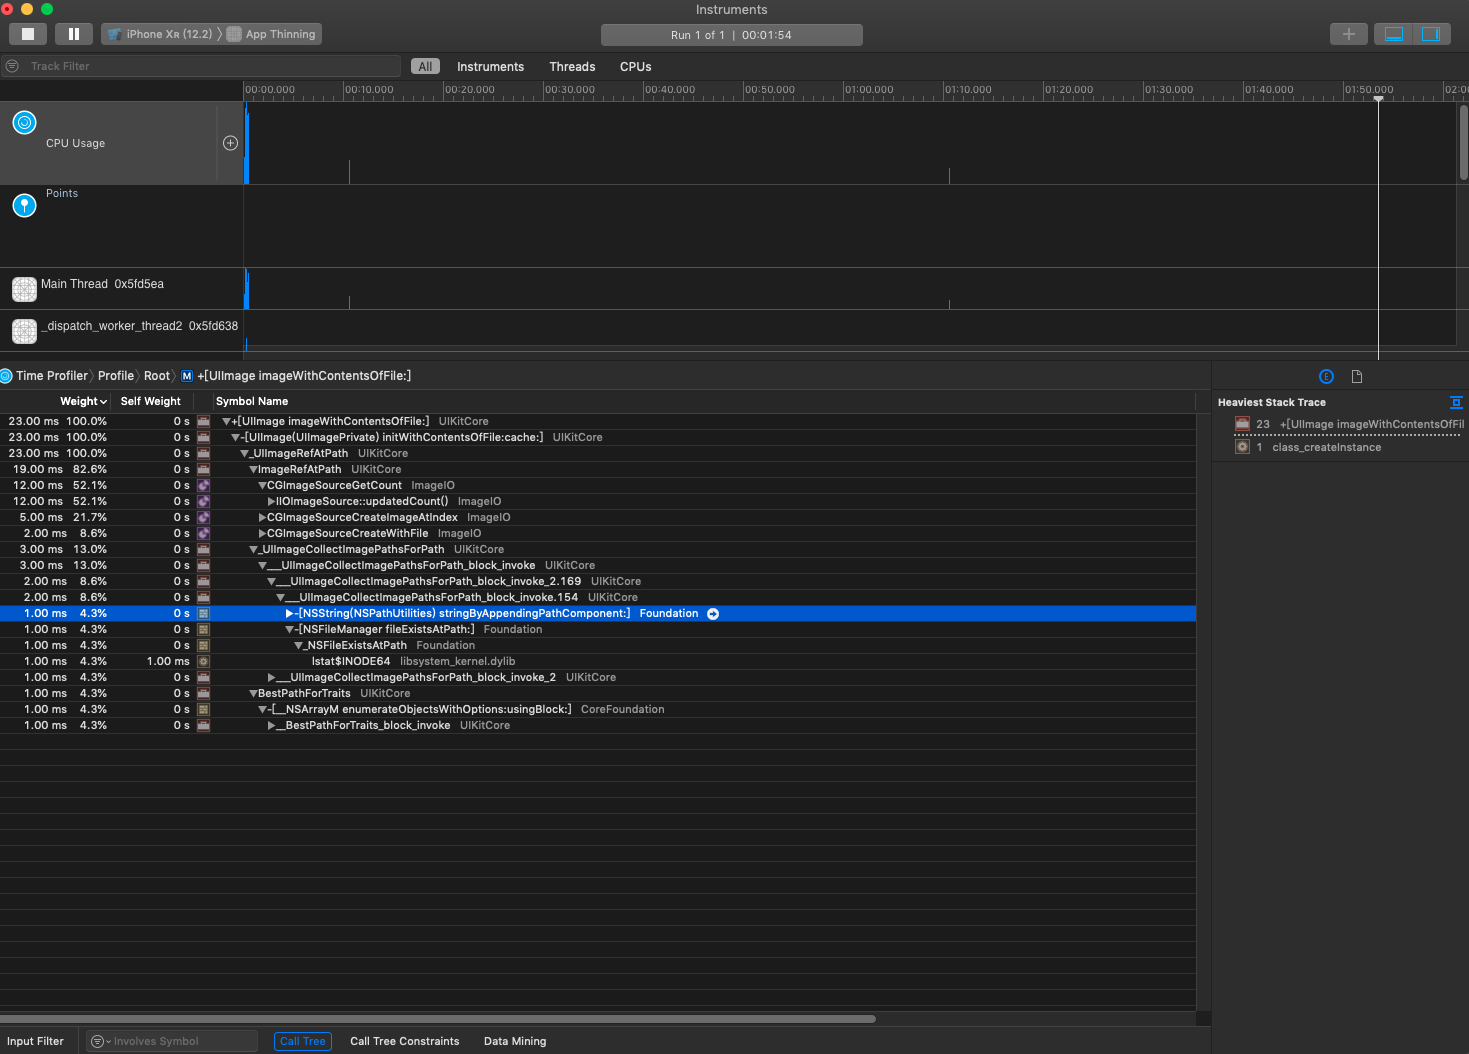 Instruments
iPhone Xʀ (12.2) 〉 App Thinning
Run 1 of 1 | 00:01:54
Track Filter
All Instruments Threads CPUs
00:00.000 00:10.000 00:20.000 00:30.000 00:40.000 00:50.000 01:00.000 01:10.000 01:20.000 01:30.000 01:40.000 01:50.000 02:0
CPU Usage
Points
Main Thread 0x5fd5ea
_dispatch_worker_thread2 0x5fd638
Time Profiler 〉 Profile 〉 Root 〉 M +[UIImage imageWithContentsOfFile:]
Weight Self Weight Symbol Name
23.00 ms 100.0% 0 s +[UIImage imageWithContentsOfFile:] UIKitCore
23.00 ms 100.0% 0 s -[UIImage(UIImagePrivate) initWithContentsOfFile:cache:] UIKitCore
23.00 ms 100.0% 0 s _UIImageRefAtPath UIKitCore
19.00 ms 82.6% 0 s ImageRefAtPath UIKitCore
12.00 ms 52.1% 0 s CGImageSourceGetCount ImageIO
12.00 ms 52.1% 0 s IIOImageSource::updatedCount() ImageIO
5.00 ms 21.7% 0 s CGImageSourceCreateImageAtIndex ImageIO
2.00 ms 8.6% 0 s CGImageSourceCreateWithFile ImageIO
3.00 ms 13.0% 0 s _UIImageCollectImagePathsForPath UIKitCore
3.00 ms 13.0% 0 s ___UIImageCollectImagePathsForPath_block_invoke UIKitCore
2.00 ms 8.6% 0 s ___UIImageCollectImagePathsForPath_block_invoke_2.169 UIKitCore
2.00 ms 8.6% 0 s ___UIImageCollectImagePathsForPath_block_invoke.154 UIKitCore
1.00 ms 4.3% 0 s -[NSString(NSPathUtilities) stringByAppendingPathComponent:] Foundation
1.00 ms 4.3% 0 s -[NSFileManager fileExistsAtPath:] Foundation
1.00 ms 4.3% 0 s _NSFileExistsAtPath Foundation
1.00 ms 4.3% 1.00 ms lstat$INODE64 libsystem_kernel.dylib
1.00 ms 4.3% 0 s ___UIImageCollectImagePathsForPath_block_invoke_2 UIKitCore
1.00 ms 4.3% 0 s BestPathForTraits UIKitCore
1.00 ms 4.3% 0 s -[__NSArrayM enumerateObjectsWithOptions:usingBlock:] CoreFoundation
1.00 ms 4.3% 0 s __BestPathForTraits_block_invoke UIKitCore
E
Heaviest Stack Trace
23 +[UIImage imageWithContentsOfFil
1 class_createInstance
Input Filter Involves Symbol Call Tree Call Tree Constraints Data Mining